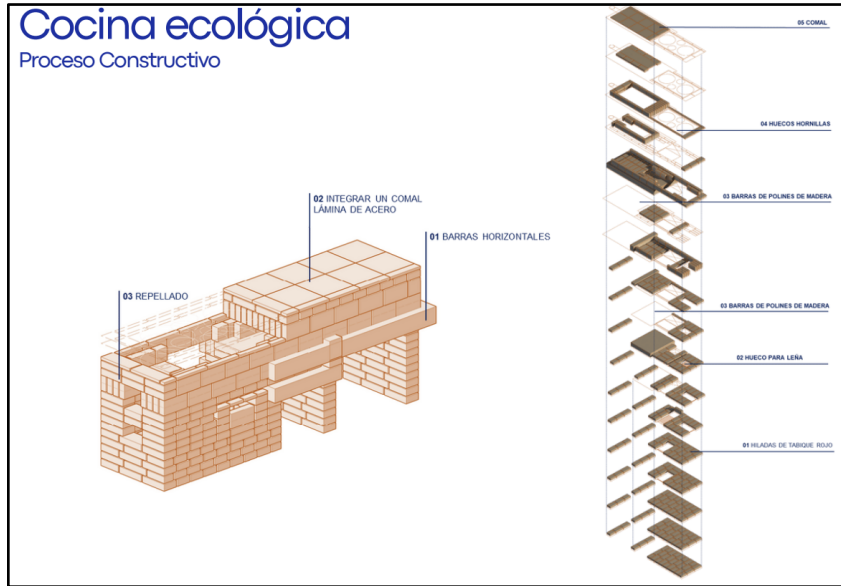 Cocina ecológica
Proceso Constructivo
02 INTEGRAR UN COMAL
LÁMINA DE ACERO
01 BARRAS HORIZONTALES
03 REPELLADO
05 COMAL
04 HUECOS HORNILLAS
03 BARRAS DE POLINES DE MADERA
03 BARRAS DE POLINES DE MADERA
02 HUECO PARA LEÑA
01 HILADAS DE TABIQUE ROJO